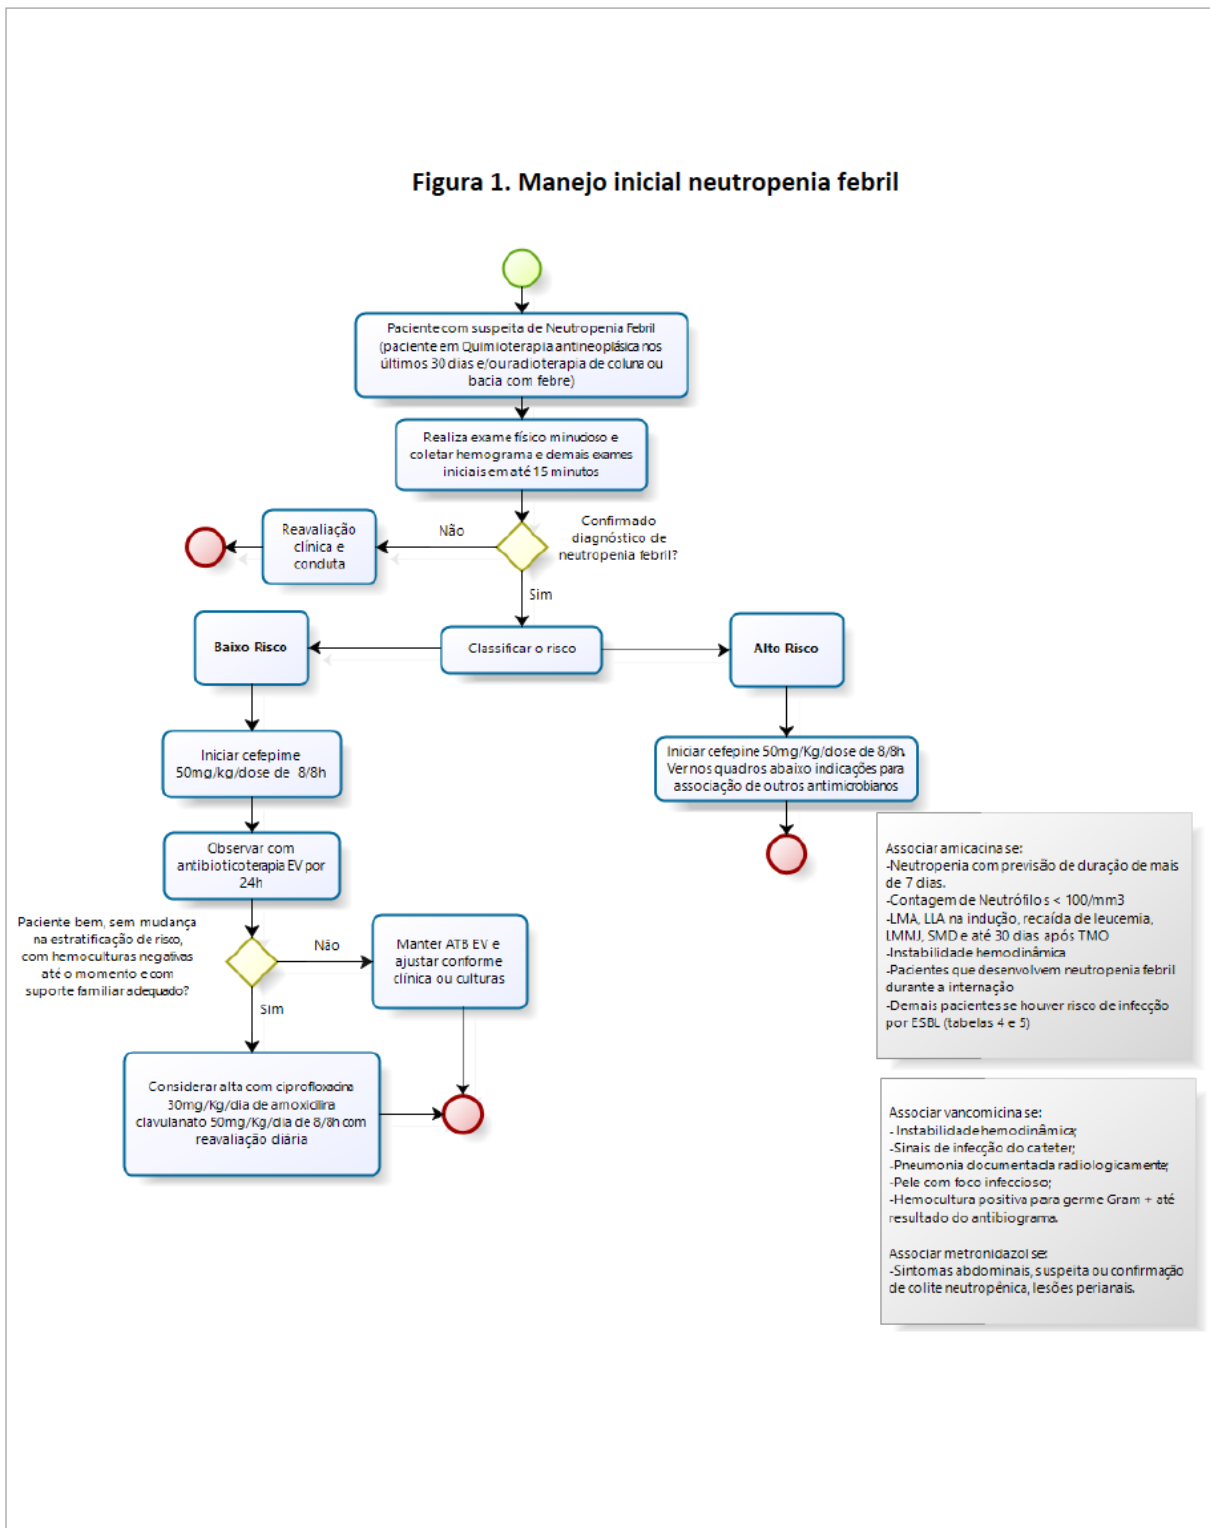 Figura 1. Manejo inicial neutropenia febril
Paciente com suspeita de Neutropenia Febril
(paciente em Quimioterapia antineoplásica nos
últimos 30 dias e/ou radioterapia de coluna ou
bacia com febre)
Realiza exame físico minucioso e
coletar hemograma e demais exames
iniciais em até 15 minutos
Confirmado
diagnóstico de
neutropenia febril?
Não
Reavaliação
clínica e
conduta
Sim
Classificar o risco
Baixo Risco
Alto Risco
Iniciar cefepime
50mg/kg/dose de 8/8h
Observar com
antibioticoterapia EV por
24h
Paciente bem, sem mudança
na estratificação de risco,
com hemoculturas negativas
até o momento e com
suporte familiar adequado?
Não
Manter ATB EV e
ajustar conforme
clínica ou culturas
Sim
Considerar alta com ciprofloxacina
30mg/Kg/dia de amoxicilina
clavulanato 50mg/Kg/dia de 8/8h com
reavaliação diária
Iniciar cefepine 50mg/Kg/dose de 8/8h.
Ver nos quadros abaixo indicações para
associação de outros antimicrobianos
Associar amicacina se:
-Neutropenia com previsão de duração de mais
de 7 dias.
-Contagem de Neutrófilos < 100/mm3
-LMA, LLA na indução, recaída de leucemia,
LMMJ, SMD e até 30 dias após TMO
-Instabilidade hemodinâmica
-Pacientes que desenvolvem neutropenia febril
durante a internação
-Demais pacientes se houver risco de infecção
por ESBL (tabelas 4 e 5)
Associar vancomicina se:
- Instabilidade hemodinâmica;
-Sinais de infecção do cateter;
-Pneumonia documentada radiologicamente;
-Pele com foco infeccioso;
-Hemocultura positiva para germe Gram + até
resultado do antibiograma.
Associar metronidazol se:
-Sintomas abdominais, suspeita ou confirmação
de colite neutropênica, lesões perianais.